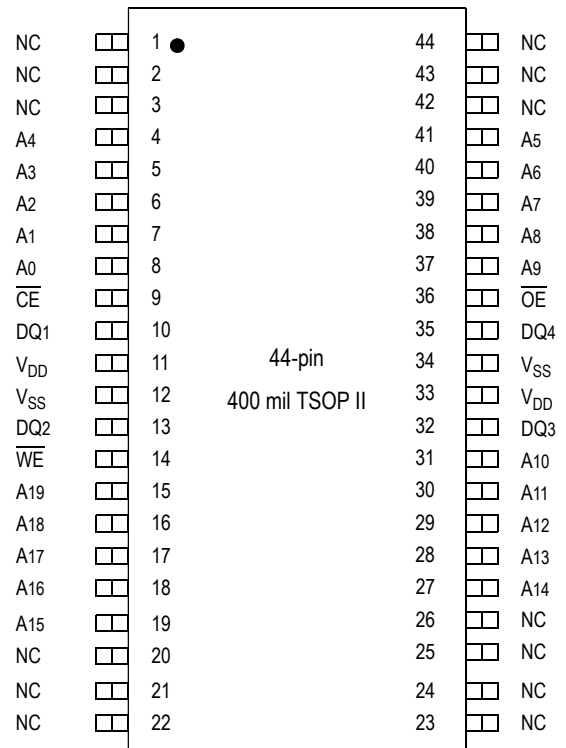 NC 1 44 NC
NC 2 43 NC
NC 3 42 NC
A4 4 41 A5
A3 5 40 A6
A2 6 39 A7
A1 7 38 A8
A0 8 37 A9
C̅E̅ 9 36 O̅E̅
DQ1 10 35 DQ4
VDD 11 44-pin 34 VSS
VSS 12 400 mil TSOP II 33 VDD
DQ2 13 32 DQ3
W̅E̅ 14 31 A10
A19 15 30 A11
A18 16 29 A12
A17 17 28 A13
A16 18 27 A14
A15 19 26 NC
NC 20 25 NC
NC 21 24 NC
NC 22 23 NC